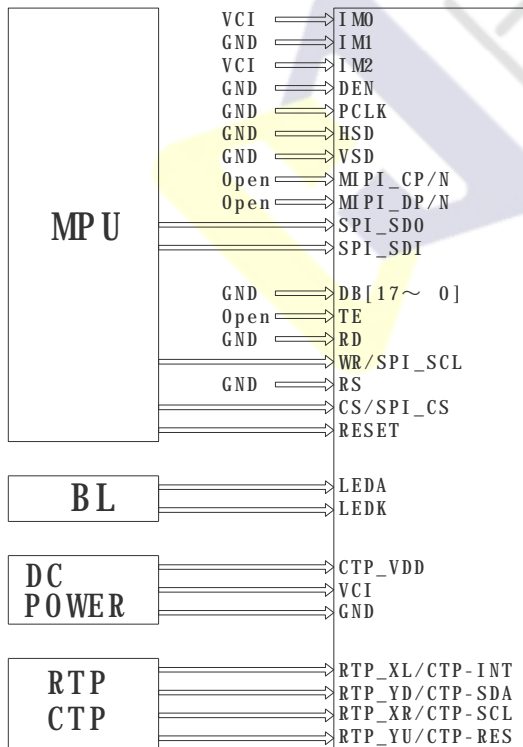 VCI IM0
GND IM1
VCI IM2
GND DEN
GND PCLK
GND HSD
GND VSD
Open MIPI_CP/N
Open MIPI_DP/N
MPU
SPI_SDO
SPI_SDI
GND DB[17~ 0]
Open TE
GND RD
WR/SPI_SCL
GND RS
CS/SPI_CS
RESET
BL
LEDA
LEDK
DC
POWER
CTP_VDD
VCI
GND
RTP
CTP
RTP_XL/CTP-INT
RTP_YD/CTP-SDA
RTP_XR/CTP-SCL
RTP_YU/CTP-RES